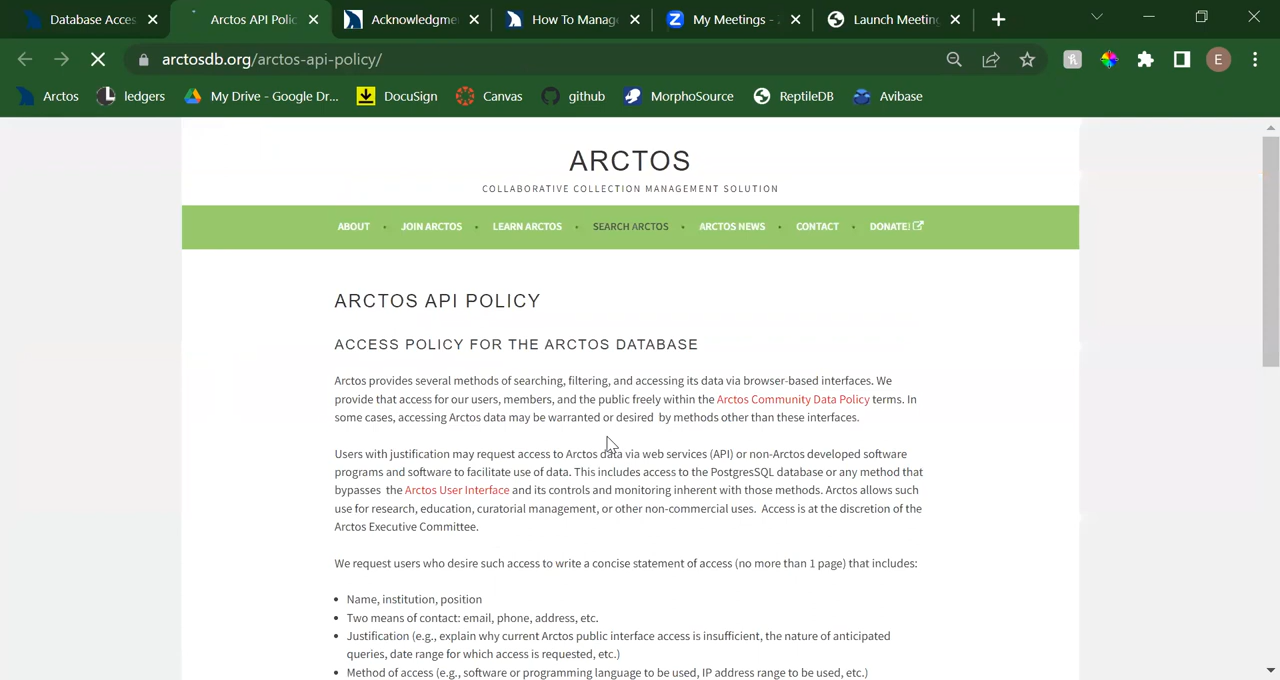 Database Acces
Arctos API Polic
Acknowledgme
How To Manage
My Meetings -
Launch Meeting
arctosdb.org/arctos-api-policy/
E
Arctos
ledgers
My Drive - Google Dr...
DocuSign
Canvas
github
MorphoSource
ReptileDB
Avibase
ARCTOS
COLLABORATIVE COLLECTION MANAGEMENT SOLUTION
ABOUT • JOIN ARCTOS • LEARN ARCTOS • SEARCH ARCTOS • ARCTOS NEWS • CONTACT • DONATE!
ARCTOS API POLICY
ACCESS POLICY FOR THE ARCTOS DATABASE
Arctos provides several methods of searching, filtering, and accessing its data via browser-based interfaces. We
provide that access for our users, members, and the public freely within the Arctos Community Data Policy terms. In
some cases, accessing Arctos data may be warranted or desired by methods other than these interfaces.
Users with justification may request access to Arctos data via web services (API) or non-Arctos developed software
programs and software to facilitate use of data. This includes access to the PostgresSQL database or any method that
bypasses the Arctos User Interface and its controls and monitoring inherent with those methods. Arctos allows such
use for research, education, curatorial management, or other non-commercial uses. Access is at the discretion of the
Arctos Executive Committee.
We request users who desire such access to write a concise statement of access (no more than 1 page) that includes:
• Name, institution, position
• Two means of contact: email, phone, address, etc.
• Justification (e.g., explain why current Arctos public interface access is insufficient, the nature of anticipated
queries, date range for which access is requested, etc.)
• Method of access (e.g., software or programming language to be used, IP address range to be used, etc.)